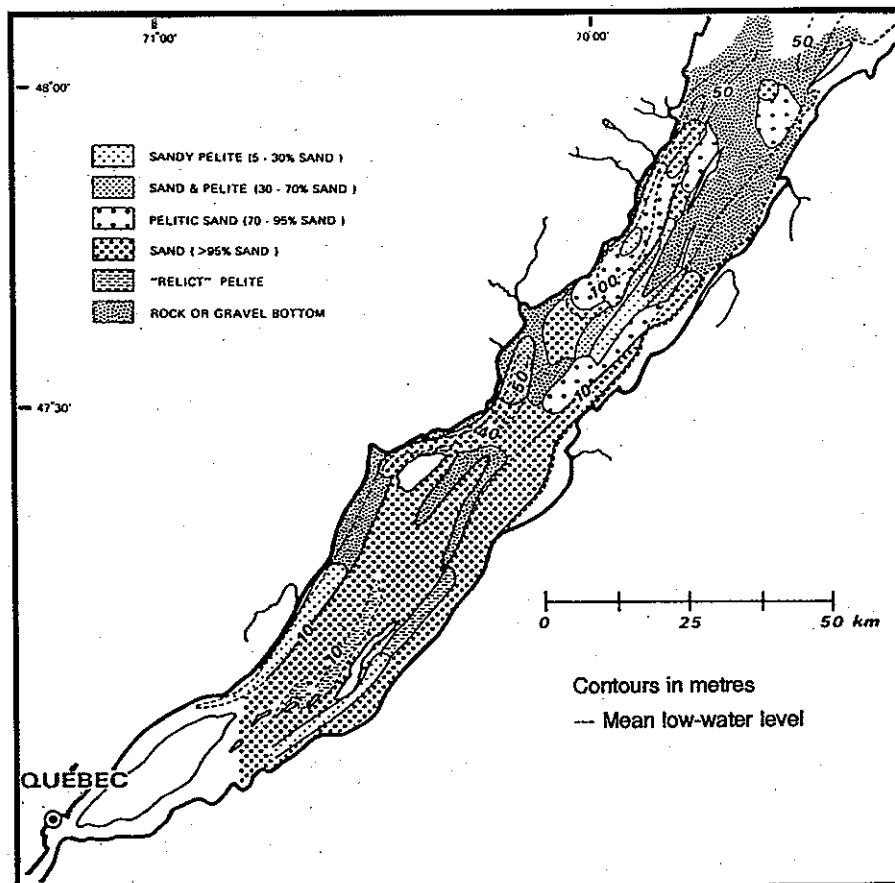 71°00'
70°00'
50
48°00'
50
SANDY PELITE (5 - 30% SAND )
SAND & PELITE (30 - 70% SAND )
PELITIC SAND (70 - 95% SAND )
SAND ( >95% SAND )
"RELICT" PELITE
ROCK OR GRAVEL BOTTOM
100
50
10
47°30'
40
10
10
0 25 50 km
Contours in metres
--- Mean low-water level
QUÉBEC